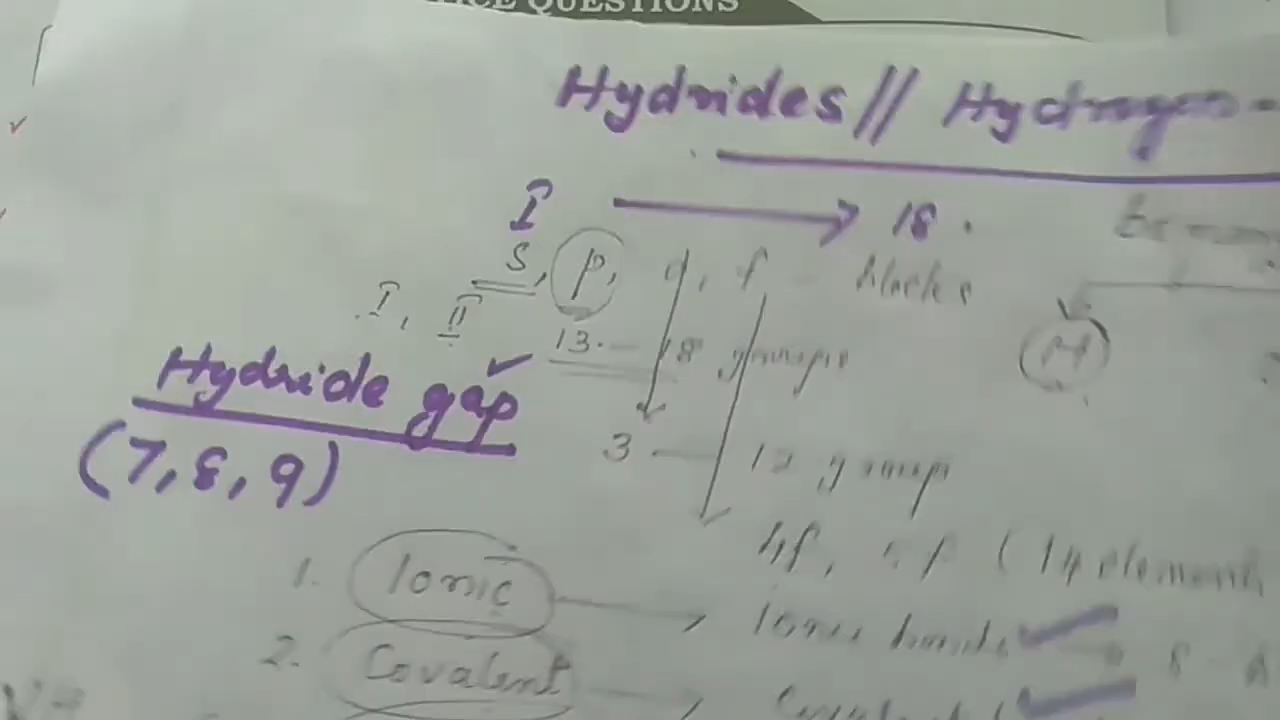 QUESTIONS
Hydrides // Hydrogen
I → 18.
s, p, d, f - blocks
I, II
13 - 18 groups
M
Hydride gap ✓
(7, 8, 9)
3 — 12 group
4f, 5f (14 elements
1. Ionic → Ionic bonds ✓
2. Covalent →